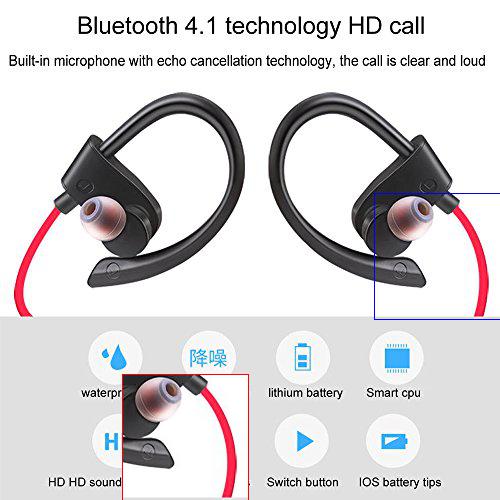 Bluetooth 4.1 technology HD call
Built-in microphone with echo cancellation technology, the call is clear and loud
降噪
lithium battery
Smart cpu
HD HD sound
Switch button
IOS battery tips